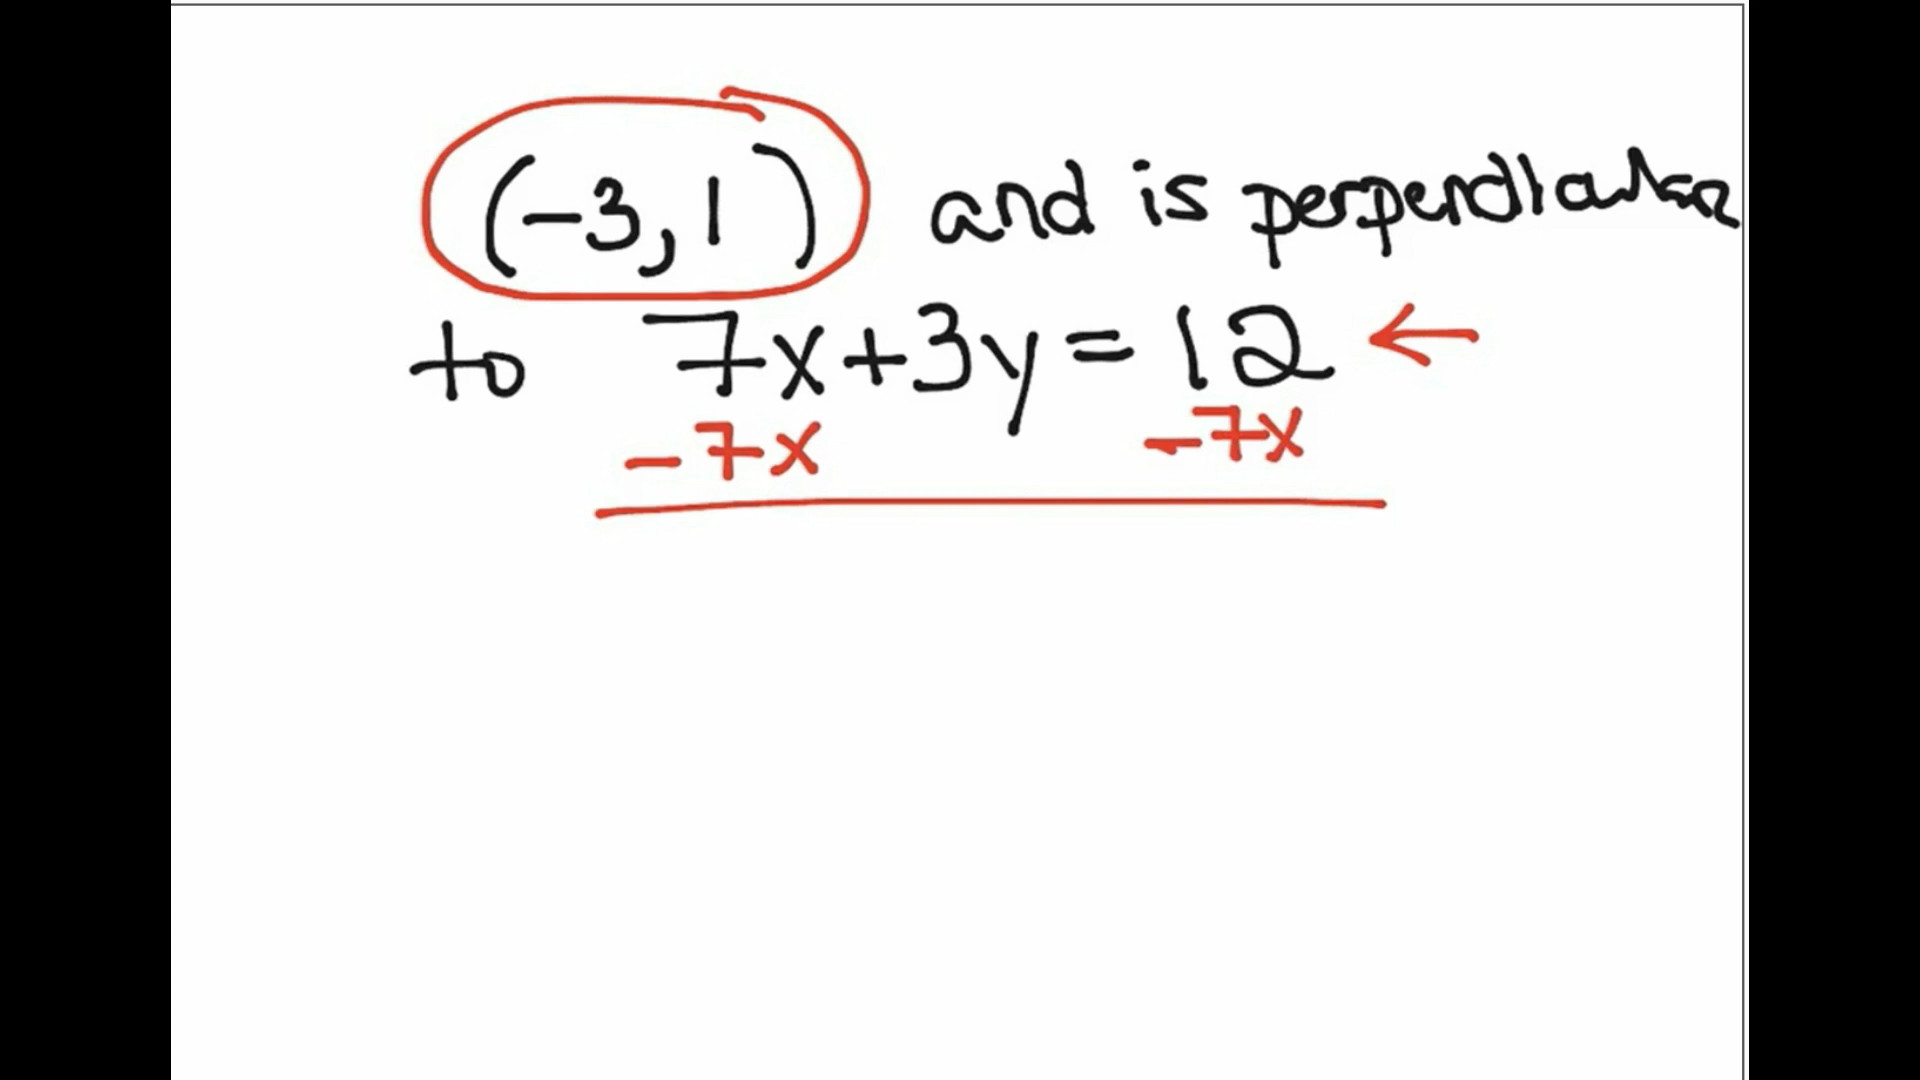 (-3,1) and is perpendicular
to 7x+3y=12 ←
-7x -7x